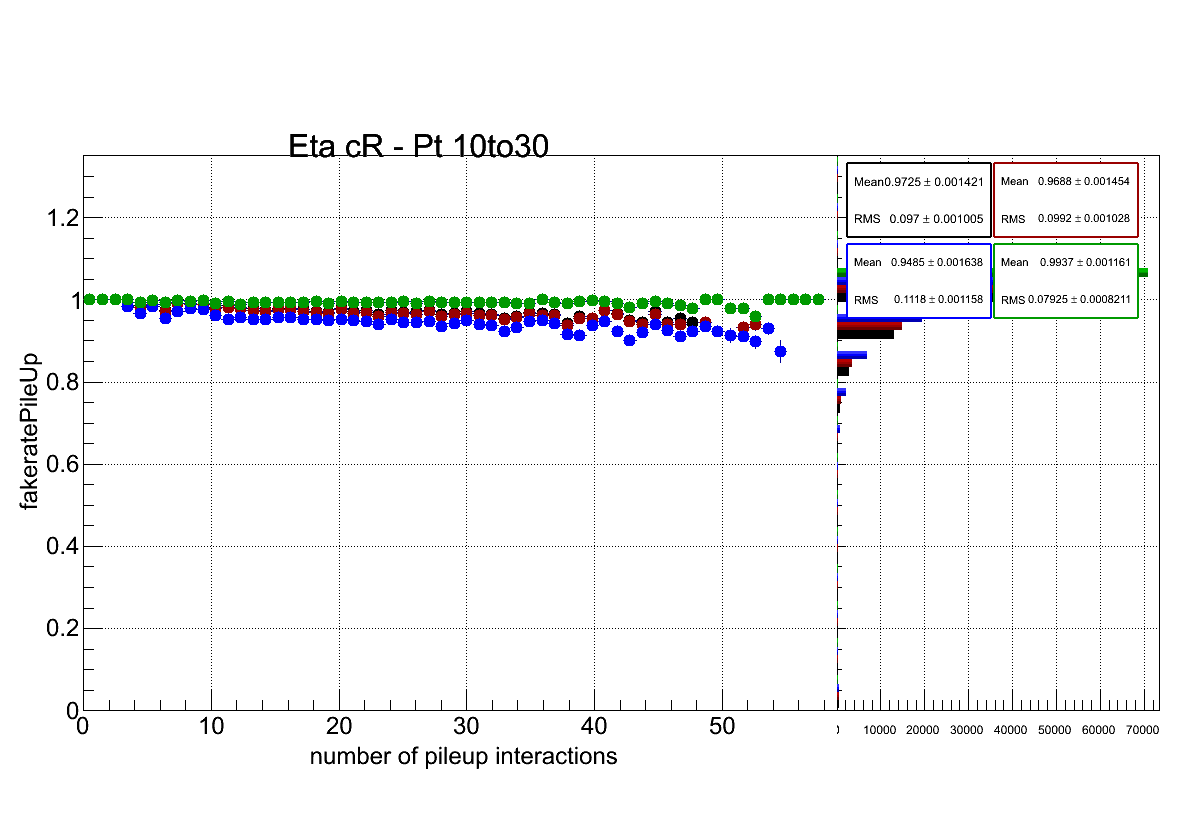 Eta cR - Pt 10to30
fakeratePileUp
1.2
1
0.8
0.6
0.4
0.2
0
0 10 20 30 40 50
number of pileup interactions
Mean 0.9725 ± 0.001421
RMS 0.097 ± 0.001005
Mean 0.9688 ± 0.001454
RMS 0.0992 ± 0.001028
Mean 0.9485 ± 0.001638
RMS 0.1118 ± 0.001158
Mean 0.9937 ± 0.001161
RMS 0.07925 ± 0.0008211
10000 20000 30000 40000 50000 60000 70000